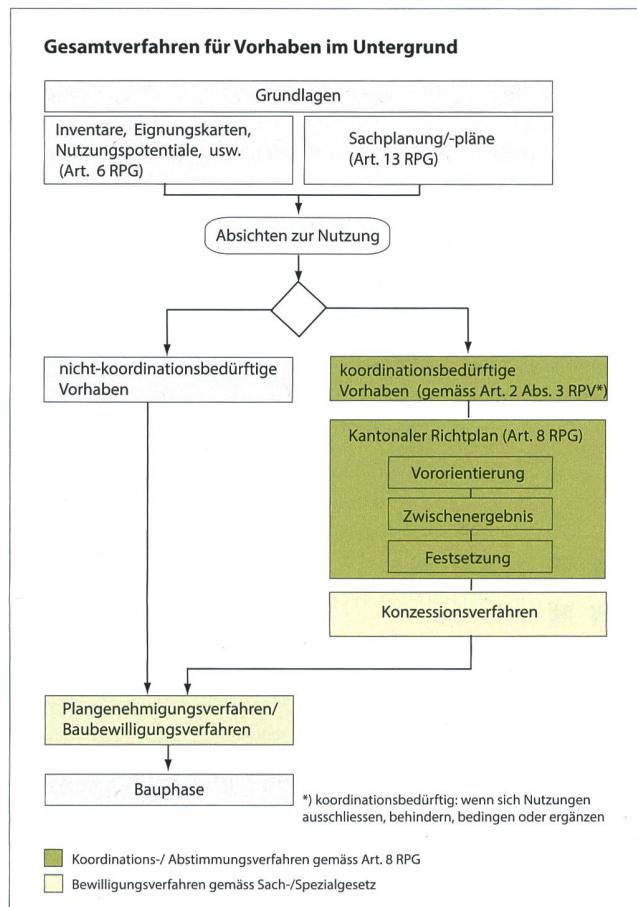 Gesamtverfahren für Vorhaben im Untergrund
Grundlagen
Inventare, Eignungskarten,
Nutzungspotentiale, usw.
(Art. 6 RPG)
Sachplanung/-pläne
(Art. 13 RPG)
Absichten zur Nutzung
nicht-koordinationsbedürftige
Vorhaben
koordinationsbedürftige
Vorhaben (gemäss Art. 2 Abs. 3 RPV*)
Kantonaler Richtplan (Art. 8 RPG)
Vororientierung
Zwischenergebnis
Festsetzung
Konzessionsverfahren
Plangenehmigungsverfahren/
Baubewilligungsverfahren
Bauphase
*) koordinationsbedürftig: wenn sich Nutzungen
ausschliessen, behindern, bedingen oder ergänzen
Koordinations-/ Abstimmungsverfahren gemäss Art. 8 RPG
Bewilligungsverfahren gemäss Sach-/Spezialgesetz